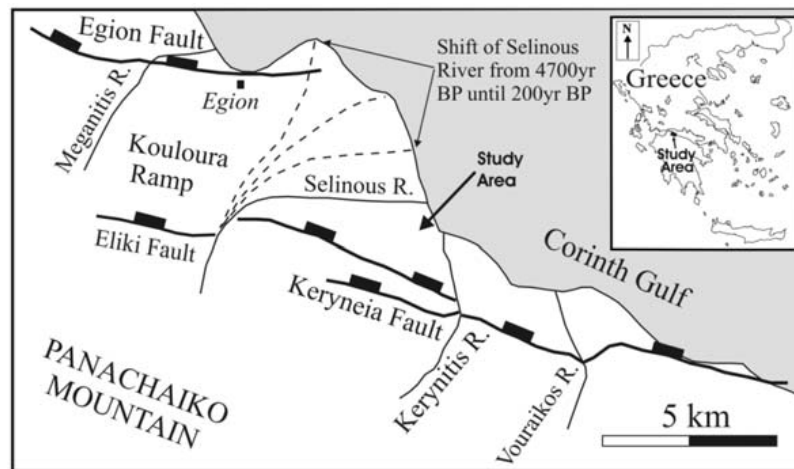 Egion Fault
Meganitis R.
Egion
Shift of Selinous
River from 4700yr
BP until 200yr BP
N
Greece
Study
Area
Kouloura
Ramp
Study
Area
Selinous R.
Eliki Fault
Corinth Gulf
Keryneia Fault
PANACHAIKO
MOUNTAIN
Kerynitis R.
Vouraikos R.
5 km